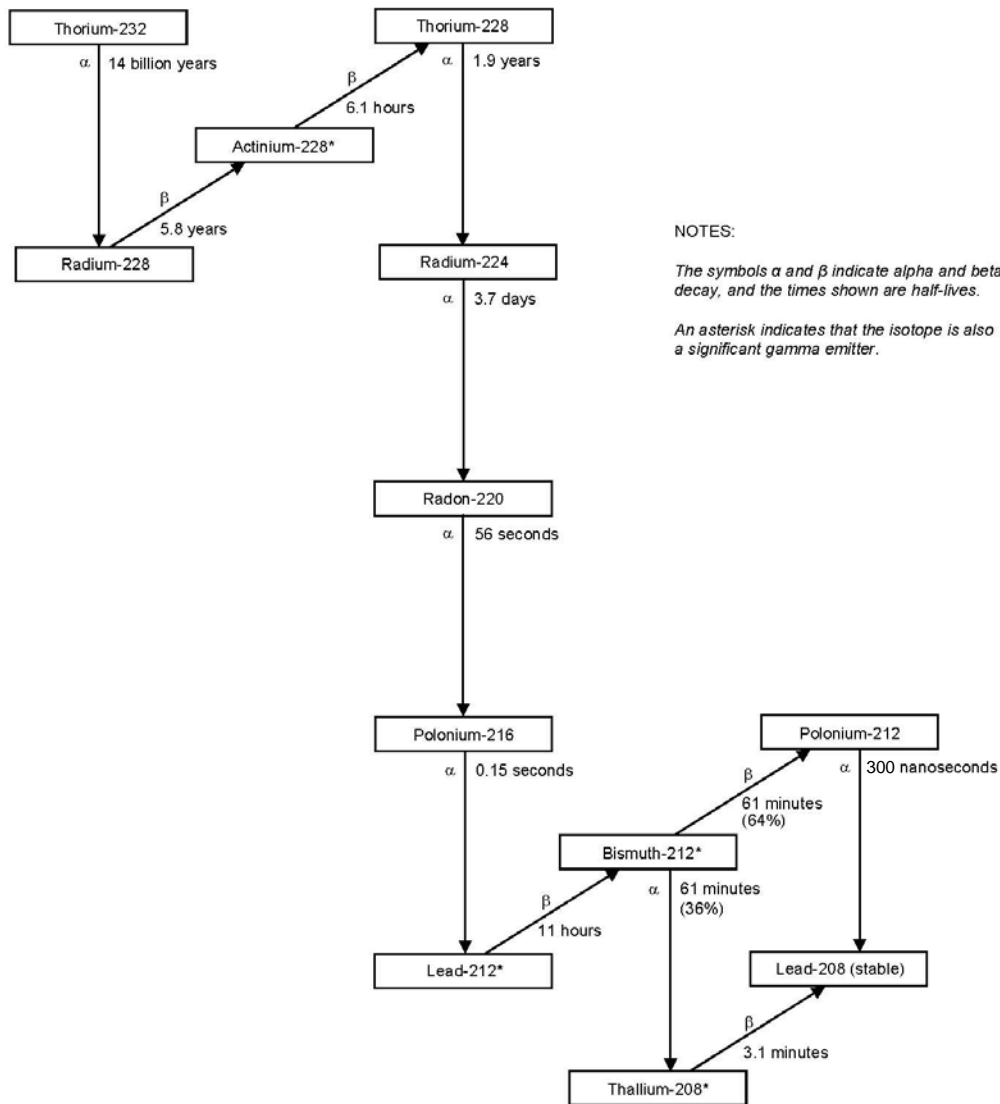 Thorium-232
Thorium-228
α 14 billion years
α 1.9 years
β
6.1 hours
Actinium-228*
β
5.8 years
Radium-228
Radium-224
NOTES:
The symbols α and β indicate alpha and beta
decay, and the times shown are half-lives.
An asterisk indicates that the isotope is also
a significant gamma emitter.
α 3.7 days
Radon-220
α 56 seconds
Polonium-216
Polonium-212
α 0.15 seconds
α 300 nanoseconds
β
61 minutes
(64%)
Bismuth-212*
α 61 minutes
(36%)
β
11 hours
Lead-212*
Lead-208 (stable)
β
3.1 minutes
Thallium-208*